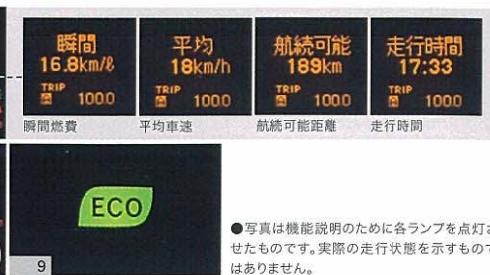 瞬間
16.8km/ℓ
TRIP
A 1000
瞬間燃費
平均
18km/h
TRIP
A 1000
平均車速
航続可能
189km
TRIP
A 1000
航続可能距離
走行時間
17:33
TRIP
A 1000
走行時間
ECO
9
●写真は機能説明のために各ランプを点灯さ
せたものです。実際の走行状態を示すもので
はありません。